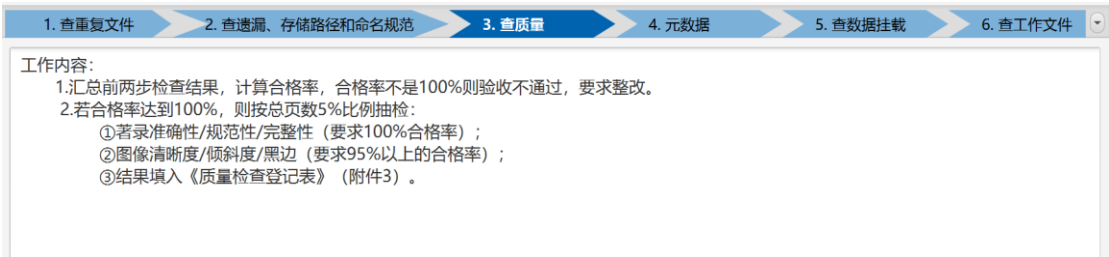 1. 查重复文件 2. 查遗漏、存储路径和命名规范 3. 查质量 4. 元数据 5. 查数据挂载 6. 查工作文件
工作内容：
1.汇总前两步检查结果，计算合格率，合格率不是100%则验收不通过，要求整改。
2.若合格率达到100%，则按总页数5%比例抽检：
①著录准确性/规范性/完整性（要求100%合格率）；
②图像清晰度/倾斜度/黑边（要求95%以上的合格率）；
③结果填入《质量检查登记表》（附件3）。